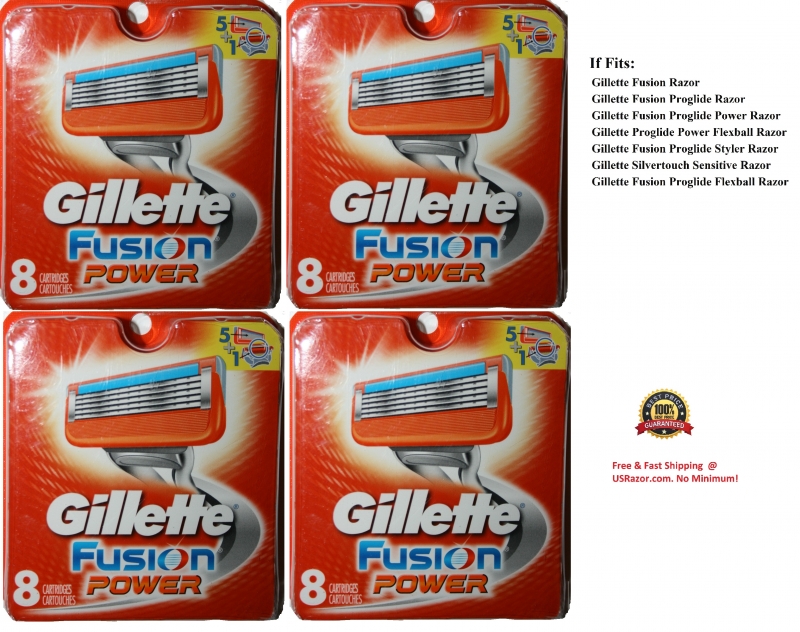 5
+1
Gillette
Fusion
POWER
8 CARTRIDGES
CARTOUCHES
5
+1
Gillette
Fusion
POWER
8 CARTRIDGES
CARTOUCHES
If Fits:
Gillette Fusion Razor
Gillette Fusion Proglide Razor
Gillette Fusion Proglide Power Razor
Gillette Proglide Power Flexball Razor
Gillette Fusion Proglide Styler Razor
Gillette Silvertouch Sensitive Razor
Gillette Fusion Proglide Flexball Razor
5
+1
Gillette
Fusion
POWER
8 CARTRIDGES
CARTOUCHES
5
+1
Gillette
Fusion
POWER
8 CARTRIDGES
CARTOUCHES
BEST PRICE
100%
BEST PRICE
GUARANTEED
Free & Fast Shipping @
USRazor.com. No Minimum!